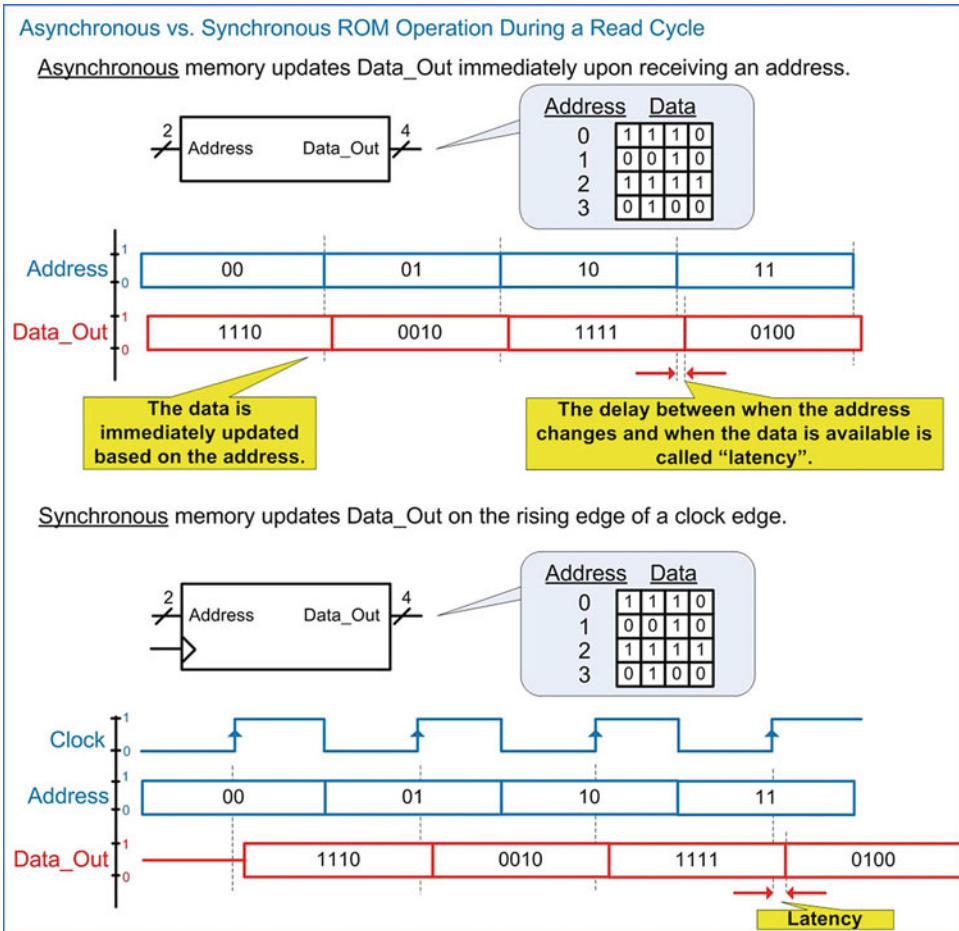 Asynchronous vs. Synchronous ROM Operation During a Read Cycle
Asynchronous memory updates Data_Out immediately upon receiving an address.
2
Address Data_Out
4
Address Data
0 1 1 1 0
1 0 0 1 0
2 1 1 1 1
3 0 1 0 0
Address 1 0 00 01 10 11
Data_Out 1 0 1110 0010 1111 0100
The data is
immediately updated
based on the address.
The delay between when the address
changes and when the data is available is
called “latency”.
Synchronous memory updates Data_Out on the rising edge of a clock edge.
2
Address Data_Out
4
Address Data
0 1 1 1 0
1 0 0 1 0
2 1 1 1 1
3 0 1 0 0
Clock 1 0
Address 1 0 00 01 10 11
Data_Out 1 0 1110 0010 1111 0100
Latency